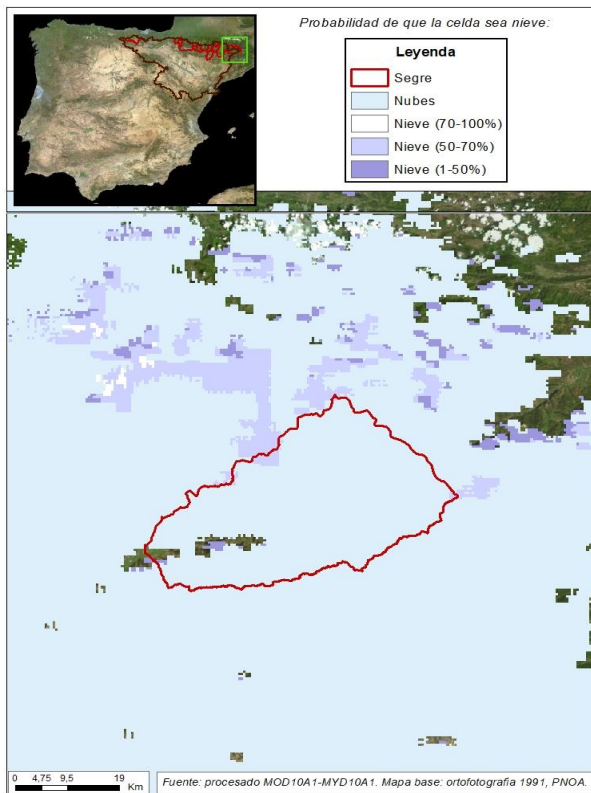 Probabilidad de que la celda sea nieve:
Leyenda
Segre
Nubes
Nieve (70-100%)
Nieve (50-70%)
Nieve (1-50%)
0 4,75 9,5 19
Km
Fuente: procesado MOD10A1-MYD10A1. Mapa base: ortofotografía 1991, PNOA.